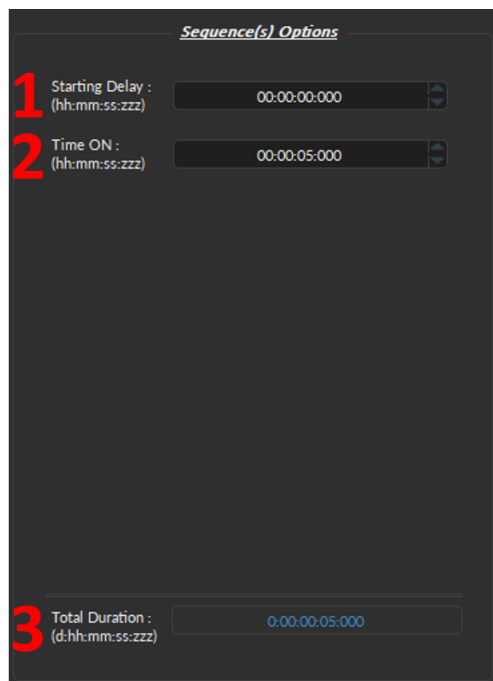 Sequence(s) Options
1
Starting Delay :
(hh:mm:ss:zzz)
00:00:00:000
2
Time ON :
(hh:mm:ss:zzz)
00:00:05:000
3
Total Duration :
(d:hh:mm:ss:zzz)
0:00:00:05:000